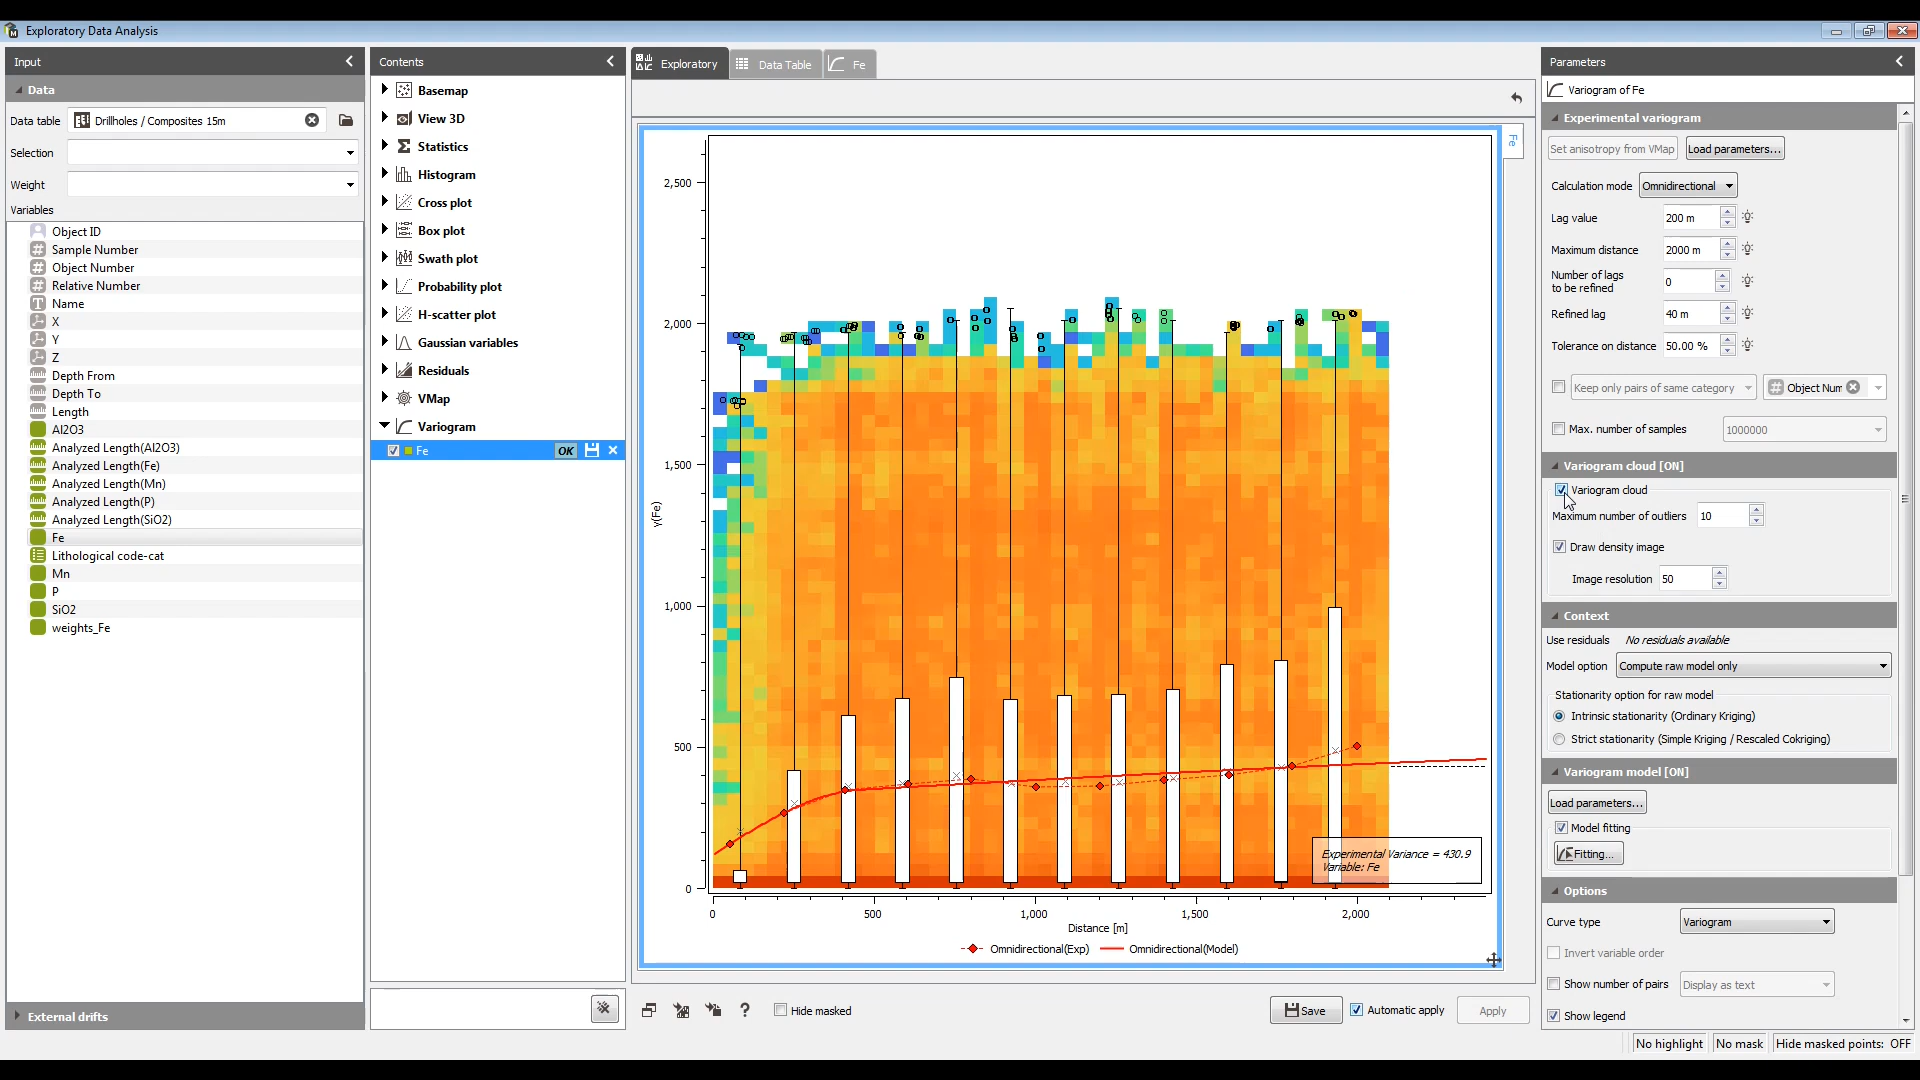 Exploratory Data Analysis
Input
Data
Data table Drillholes / Composites 15m
Selection
Weight
Variables
Object ID
Sample Number
Object Number
Relative Number
Name
X
Y
Z
Depth From
Depth To
Length
Al2O3
Analyzed Length(Al2O3)
Analyzed Length(Fe)
Analyzed Length(Mn)
Analyzed Length(P)
Analyzed Length(SiO2)
Fe
Lithological code-cat
Mn
P
SiO2
weights_Fe
External drifts
Contents
Basemap
View 3D
Statistics
Histogram
Cross plot
Box plot
Swath plot
Probability plot
H-scatter plot
Gaussian variables
Residuals
VMap
Variogram
Fe OK
Exploratory Data Table Fe
Fe
2,500
2,000
1,500
1,000
500
0
γ(Fe)
Experimental Variance = 430.9
Variable: Fe
0 500 1,000 1,500 2,000
Distance [m]
Omnidirectional(Exp) Omnidirectional(Model)
? Hide masked Save Automatic apply Apply
Parameters
Variogram of Fe
Experimental variogram
Set anisotropy from VMap Load parameters...
Calculation mode Omnidirectional
Lag value 200 m
Maximum distance 2000 m
Number of lags
to be refined 0
Refined lag 40 m
Tolerance on distance 50.00 %
Keep only pairs of same category Object Num
Max. number of samples 1000000
Variogram cloud [ON]
Variogram cloud
Maximum number of outliers 10
Draw density image
Image resolution 50
Context
Use residuals No residuals available
Model option Compute raw model only
Stationarity option for raw model
Intrinsic stationarity (Ordinary Kriging)
Strict stationarity (Simple Kriging / Rescaled Cokriging)
Variogram model [ON]
Load parameters...
Model fitting
Fitting...
Options
Curve type Variogram
Invert variable order
Show number of pairs Display as text
Show legend
No highlight No mask Hide masked points: OFF